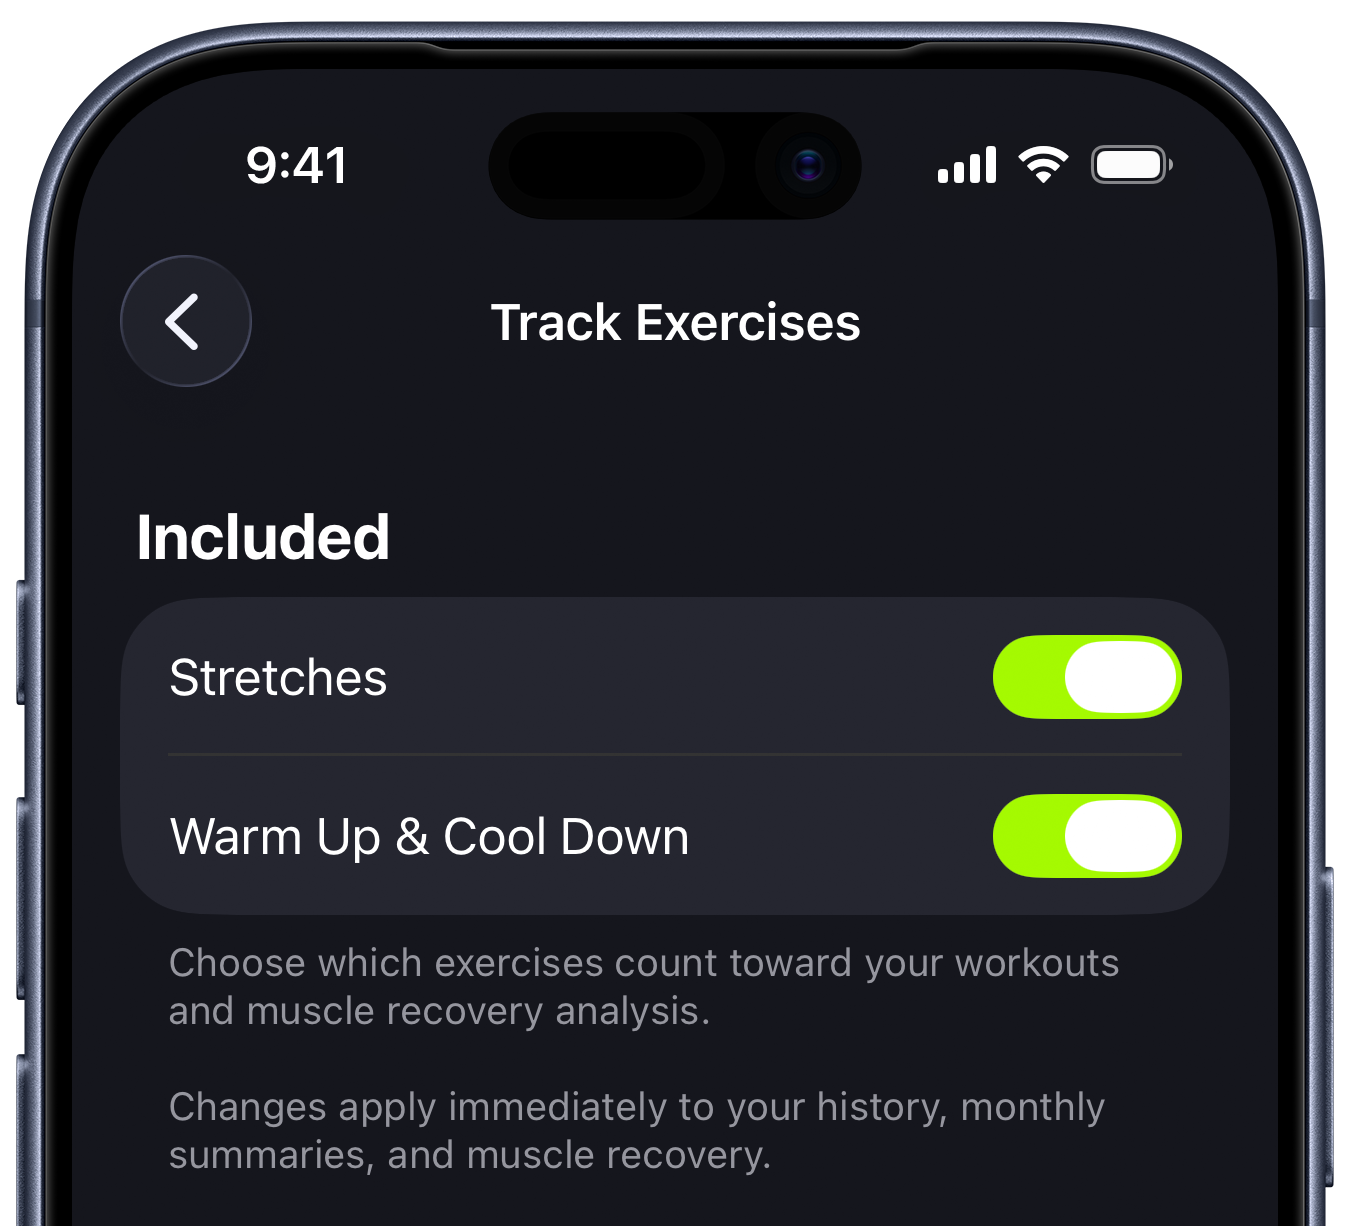 9:41
Track Exercises
Included
Stretches
Warm Up & Cool Down
Choose which exercises count toward your workouts
and muscle recovery analysis.
Changes apply immediately to your history, monthly
summaries, and muscle recovery.